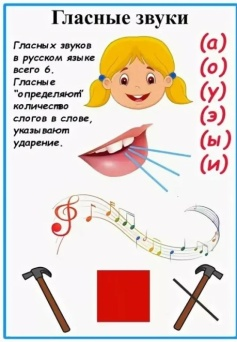 Гласные звуки
Гласных звуков
в русском языке
всего 6.
Гласные
"определяют"
количество
слогов в слове,
указывают
ударение.
(а)
(о)
(у)
(э)
(ы)
(и)